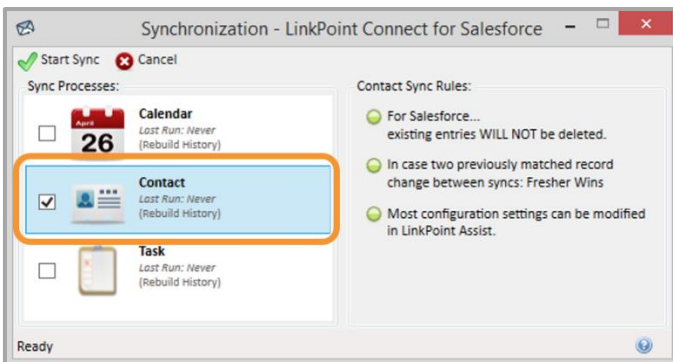 Synchronization - LinkPoint Connect for Salesforce
Start Sync Cancel
Sync Processes:
April
26
Calendar
Last Run: Never
(Rebuild History)
Contact
Last Run: Never
(Rebuild History)
Task
Last Run: Never
(Rebuild History)
Contact Sync Rules:
For Salesforce...
existing entries WILL NOT be deleted.
In case two previously matched record
change between syncs: Fresher Wins
Most configuration settings can be modified
in LinkPoint Assist.
Ready